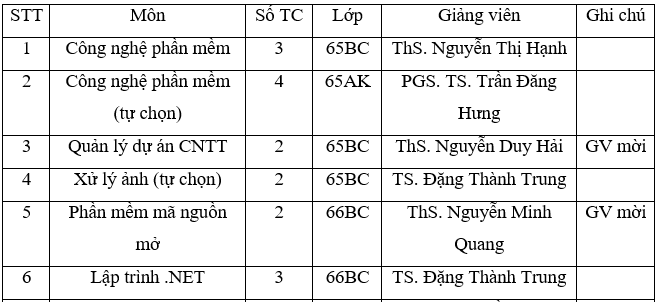 STT Môn Số TC Lớp Giảng viên Ghi chú
1 Công nghệ phần mềm 3 65BC ThS. Nguyễn Thị Hạnh
2 Công nghệ phần mềm 4 65AK PGS. TS. Trần Đăng
(tự chọn) Hưng
3 Quản lý dự án CNTT 2 65BC ThS. Nguyễn Duy Hải GV mời
4 Xử lý ảnh (tự chọn) 2 65BC TS. Đặng Thành Trung
5 Phần mềm mã nguồn 2 66BC ThS. Nguyễn Minh GV mời
mở Quang
6 Lập trình .NET 3 66BC TS. Đặng Thành Trung